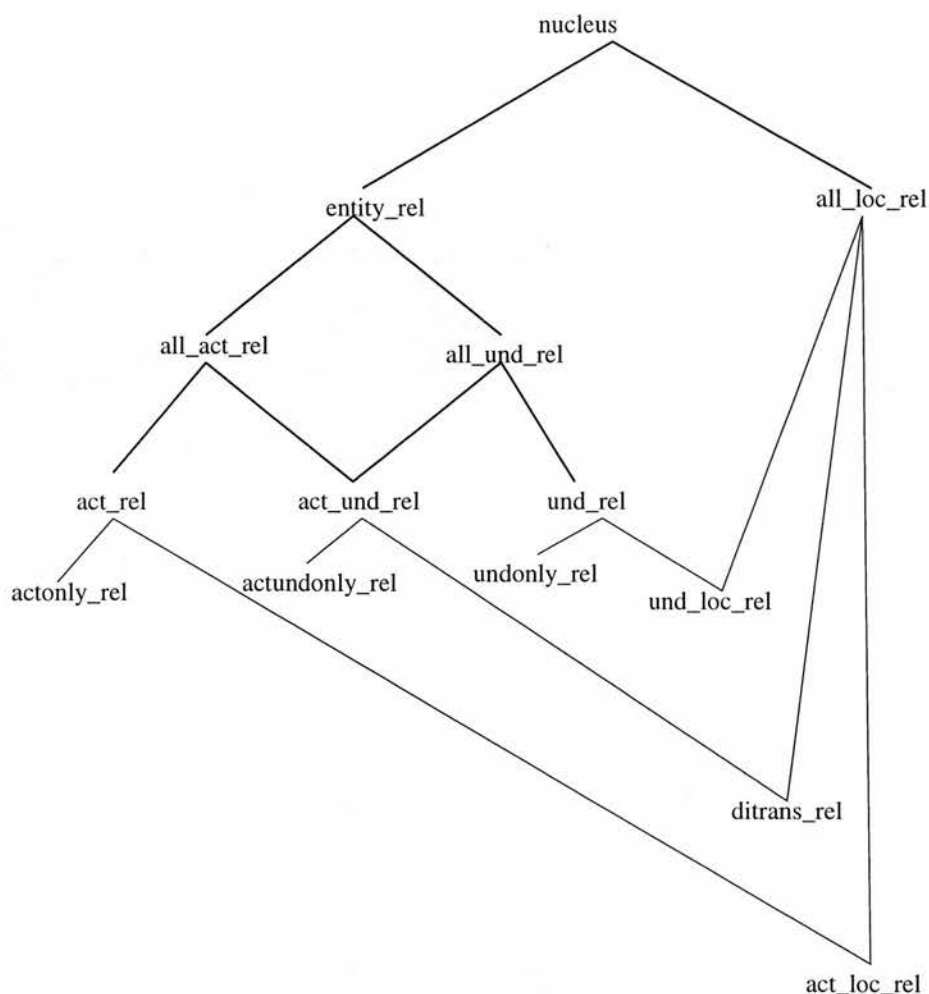 nucleus
entity_rel
all_loc_rel
all_act_rel
all_und_rel
act_rel
act_und_rel
und_rel
actonly_rel
actundonly_rel
undonly_rel
und_loc_rel
ditrans_rel
act_loc_rel